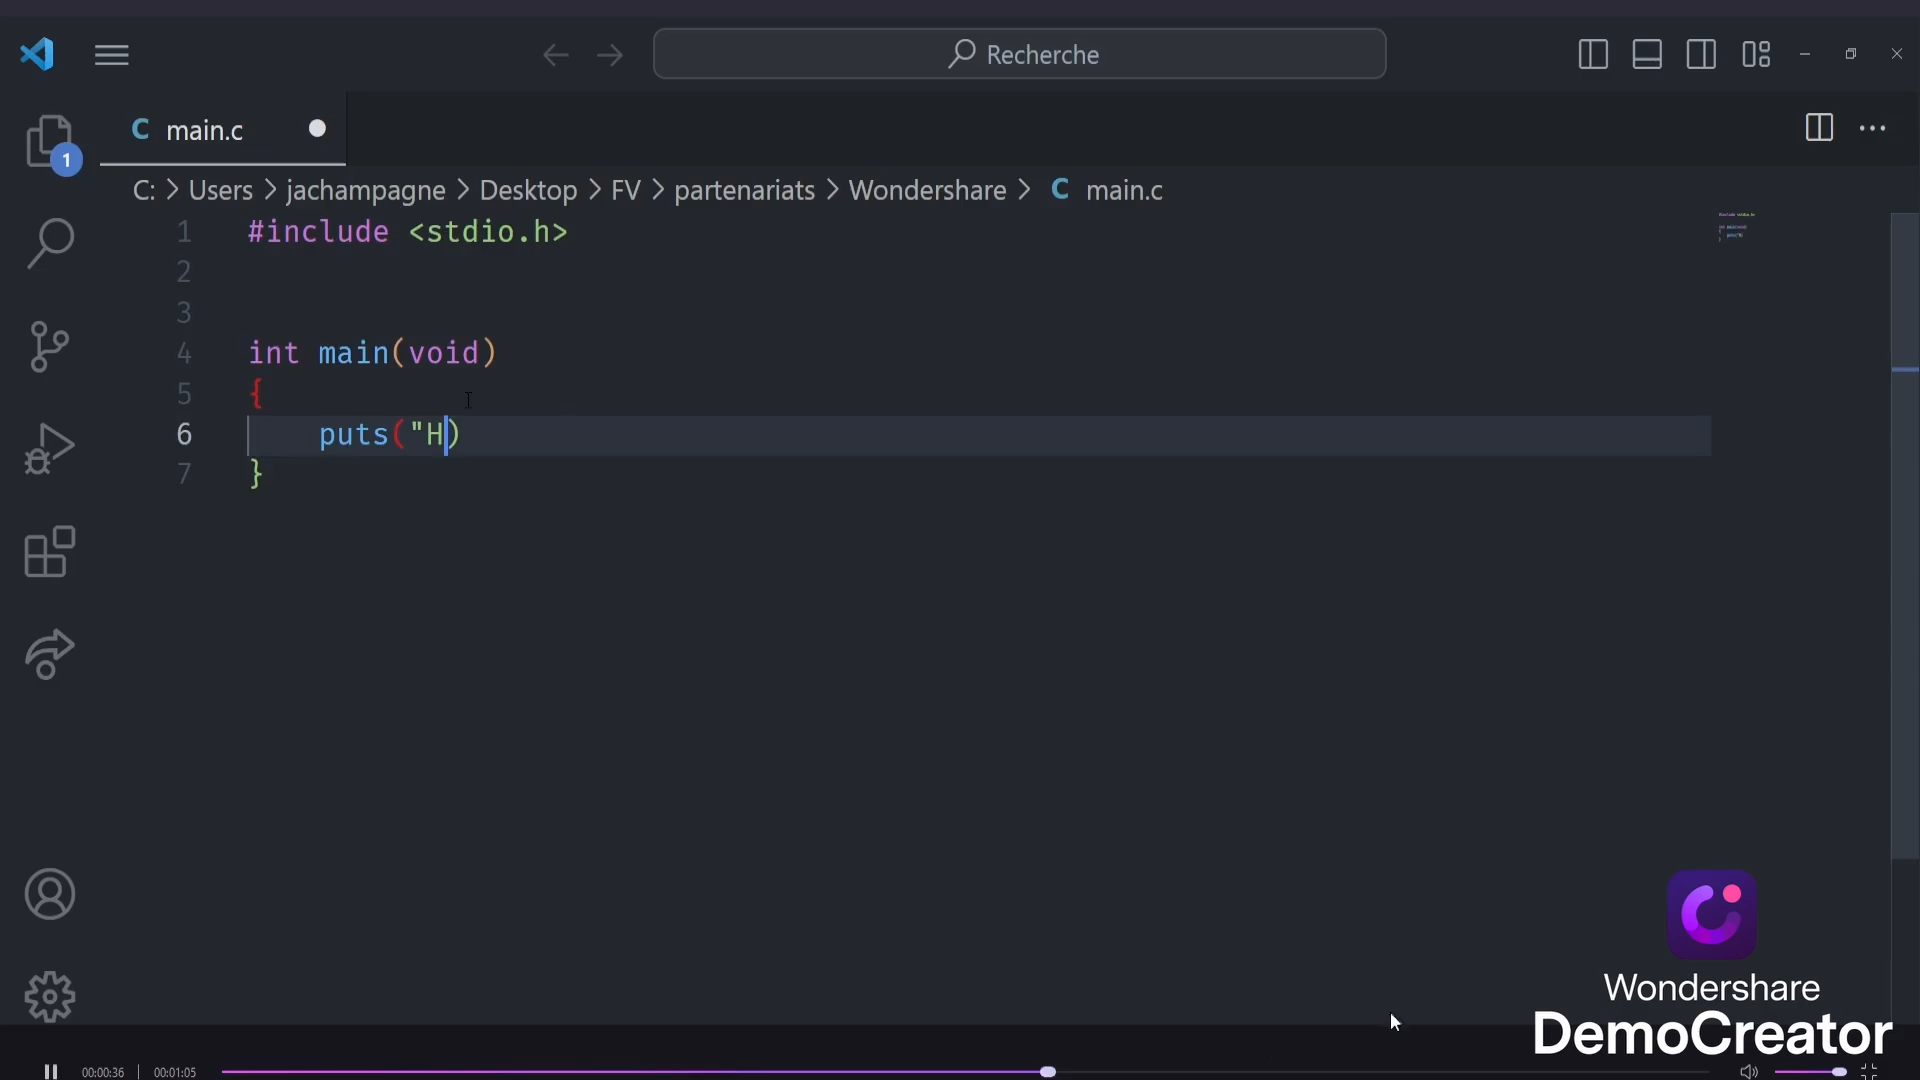 Recherche
C main.c
1
C: > Users > jachampagne > Desktop > FV > partenariats > Wondershare > C main.c
1 #include <stdio.h>
2
3
4 int main(void)
5 {
6 puts("H)
7 }
Wondershare
DemoCreator
00:00:36 | 00:01:05